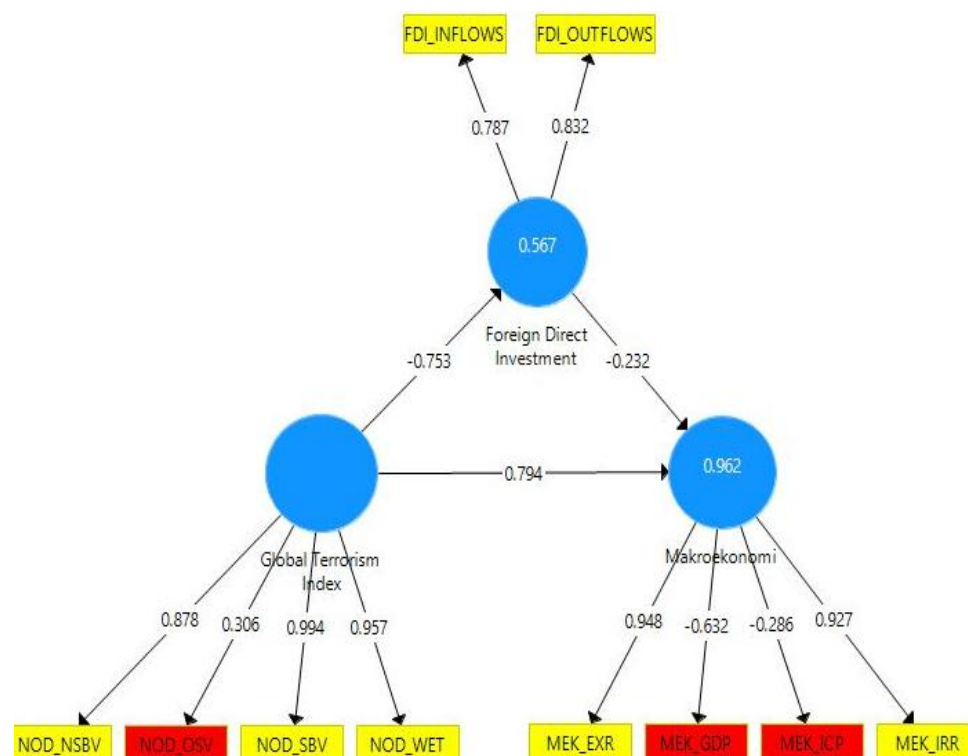 FDI_INFLOWS FDI_OUTFLOWS
0.787 0.832
0.567
Foreign Direct
Investment
-0.753 -0.232
0.962
0.794
Global Terrorism
Index
Makroekonomi
0.878 0.306 0.994 0.957
0.948 -0.632 -0.286 0.927
NOD_NSBV NOD_OSV NOD_SBV NOD_WET
MEK_EXR MEK_GDP MEK_ICP MEK_IRR